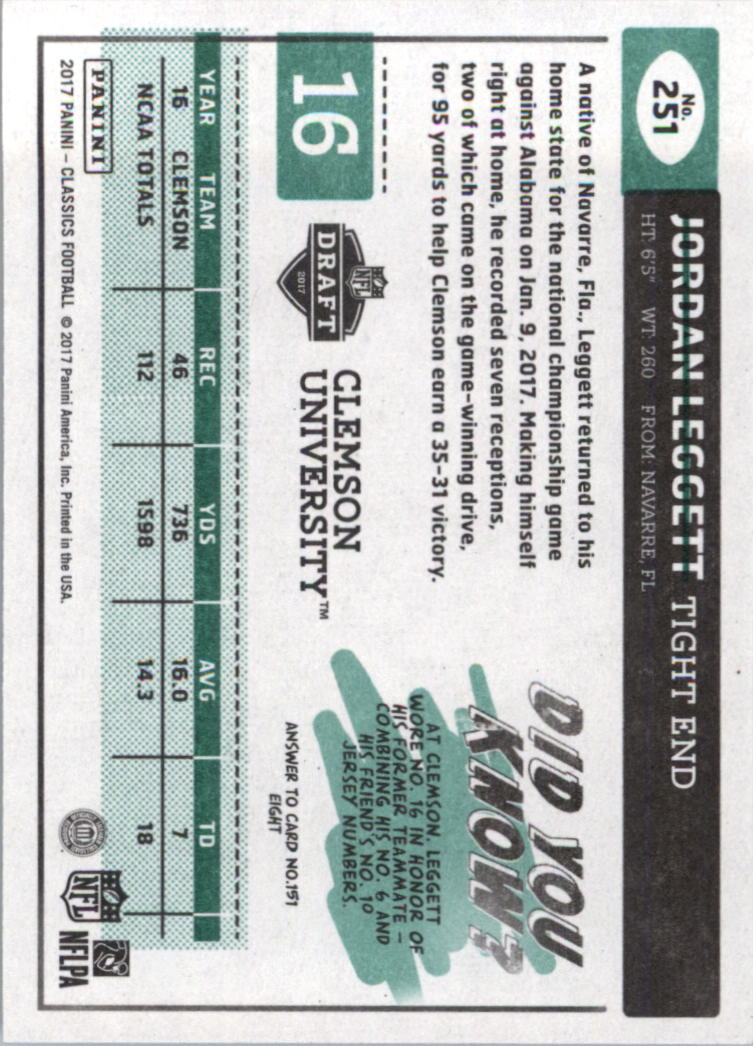 No.
251
JORDAN LEGGETT TIGHT END
HT: 6'5" WT: 260 FROM: NAVARRE, FL
A native of Navarre, Fla., Leggett returned to his
home state for the national championship game
against Alabama on Jan. 9, 2017. Making himself
right at home, he recorded seven receptions,
two of which came on the game-winning drive,
for 95 yards to help Clemson earn a 35-31 victory.
DID YOU
KNOW?
AT CLEMSON, LEGGETT
WORE NO. 16 IN HONOR OF
HIS FORMER TEAMMATE –
COMBINING HIS NO. 6 AND
HIS FRIEND'S NO. 10
JERSEY NUMBERS.
ANSWER TO CARD NO.151
EIGHT
16
NFL
DRAFT
2017
CLEMSON
UNIVERSITY™
YEAR TEAM REC YDS AVG TD
16 CLEMSON 46 736 16.0 7
NCAA TOTALS 112 1598 14.3 18
PANINI
NFL
NFLPA
2017 PANINI – CLASSICS FOOTBALL © 2017 Panini America, Inc. Printed in the USA.